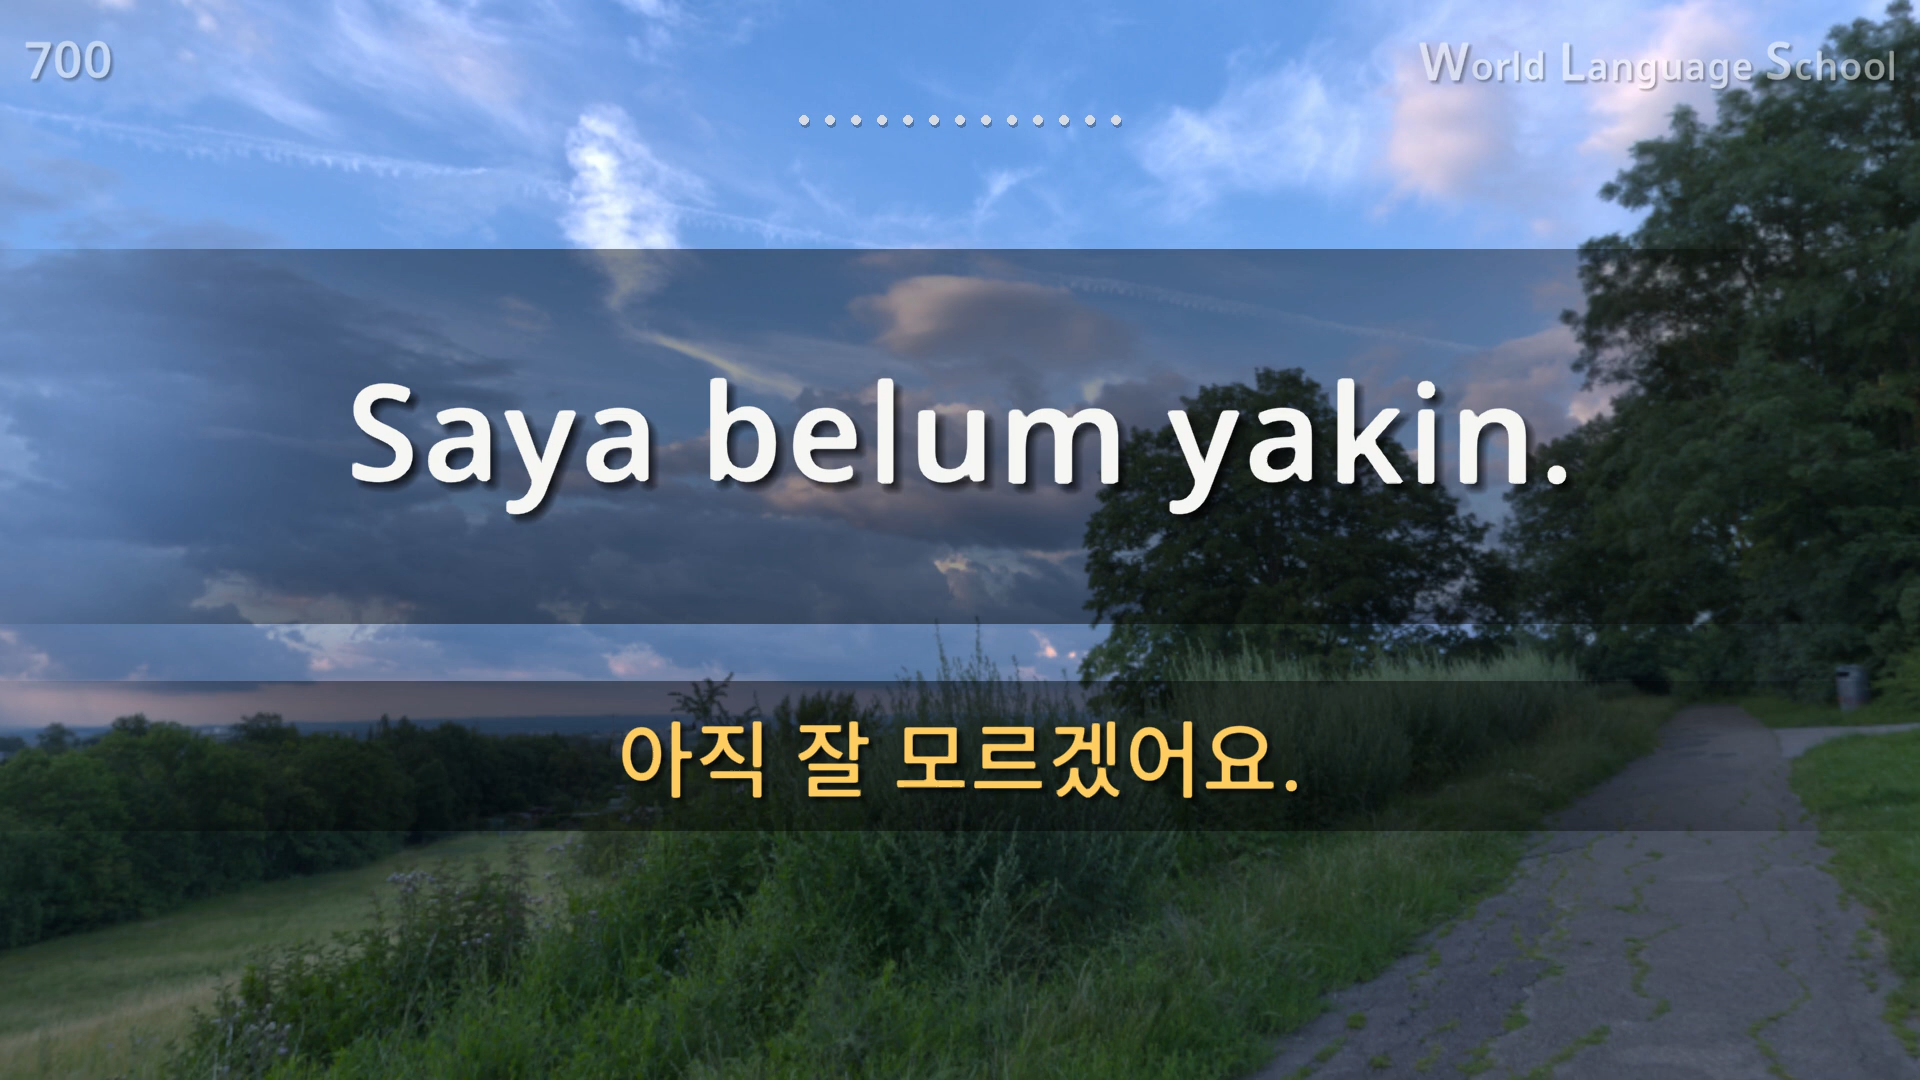 700
World Language School
Saya belum yakin.
아직 잘 모르겠어요.